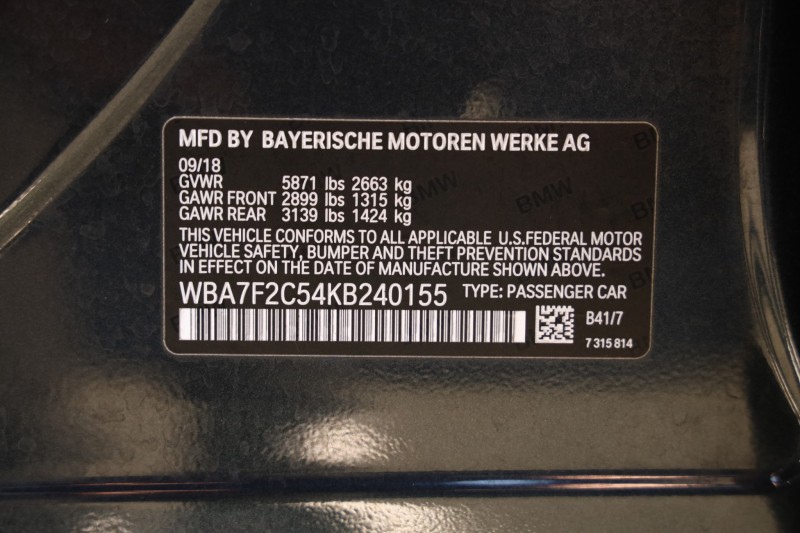 MFD BY BAYERISCHE MOTOREN WERKE AG
09/18
GVWR 5871 lbs 2663 kg
GAWR FRONT 2899 lbs 1315 kg
GAWR REAR 3139 lbs 1424 kg
THIS VEHICLE CONFORMS TO ALL APPLICABLE U.S.FEDERAL MOTOR
VEHICLE SAFETY, BUMPER AND THEFT PREVENTION STANDARDS
IN EFFECT ON THE DATE OF MANUFACTURE SHOWN ABOVE.
WBA7F2C54KB240155 TYPE: PASSENGER CAR
B41/7
7 315 814